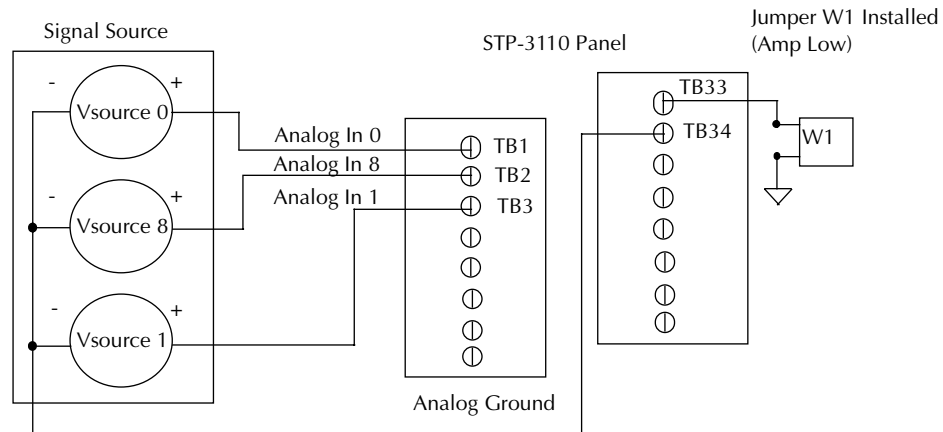 Signal Source
STP-3110 Panel
Jumper W1 Installed
(Amp Low)
- +
Vsource 0
Analog In 0
TB1
TB33
TB34
W1
Analog In 8
TB2
- +
Vsource 8
Analog In 1
TB3
- +
Vsource 1
Analog Ground